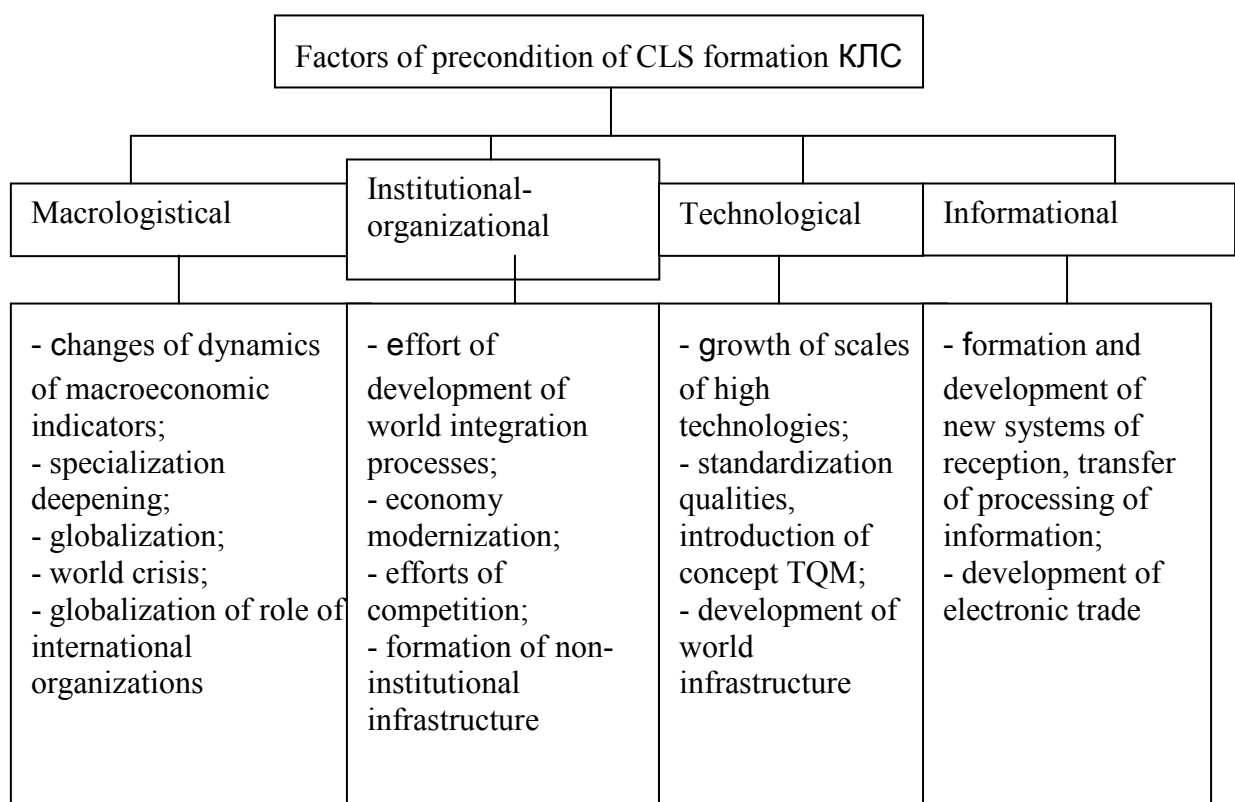 Factors of precondition of CLS formation КЛС
Macrologistical
Institutional-
organizational
Technological
Informational
- changes of dynamics
of macroeconomic
indicators;
- specialization
deepening;
- globalization;
- world crisis;
- globalization of role of
international
organizations
- effort of
development of
world integration
processes;
- economy
modernization;
- efforts of
competition;
- formation of non-
institutional
infrastructure
- growth of scales
of high
technologies;
- standardization
qualities,
introduction of
concept TQM;
- development of
world
infrastructure
- formation and
development of
new systems of
reception, transfer
of processing of
information;
- development of
electronic trade